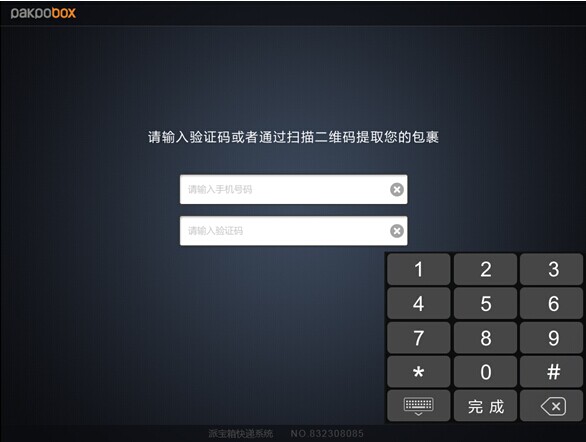 pakpobox
请输入验证码或者通过扫描二维码提取您的包裹
请输入手机号码
请输入验证码
1 2 3
4 5 6
7 8 9
* 0 #
完成
派宝箱快递系统 NO.832308085